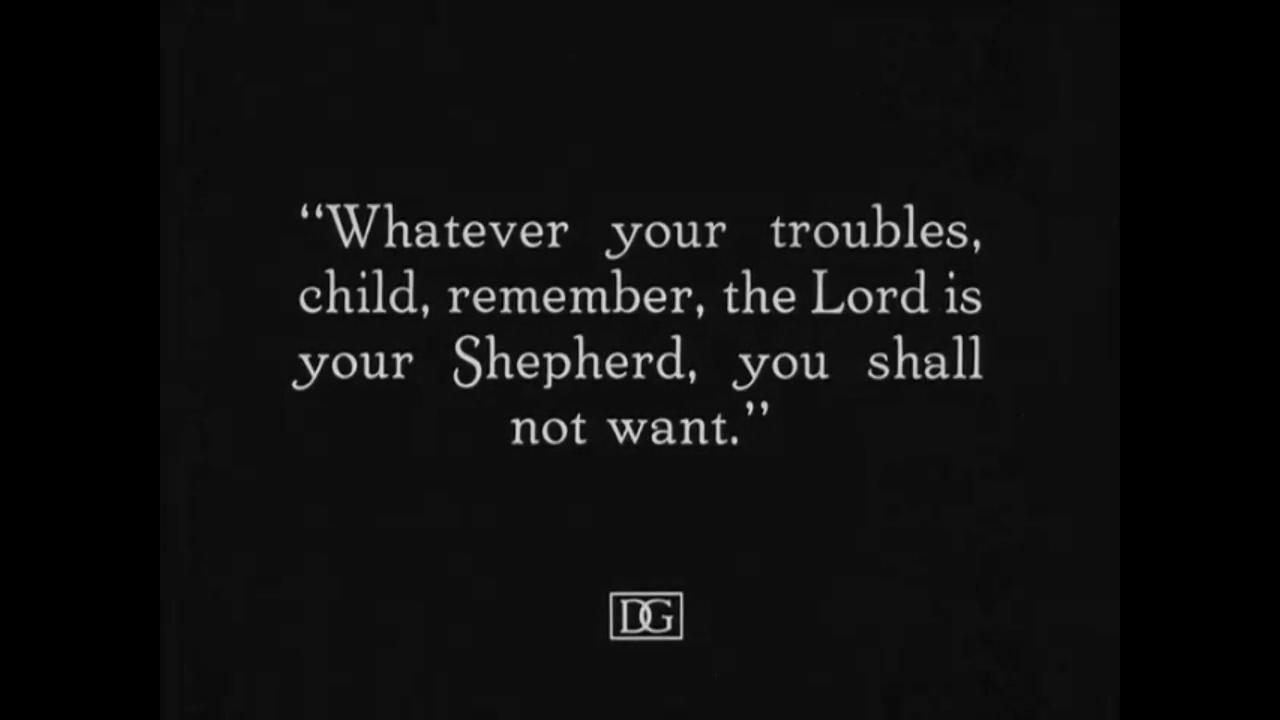 “Whatever your troubles,
child, remember, the Lord is
your Shepherd, you shall
not want.”
DG